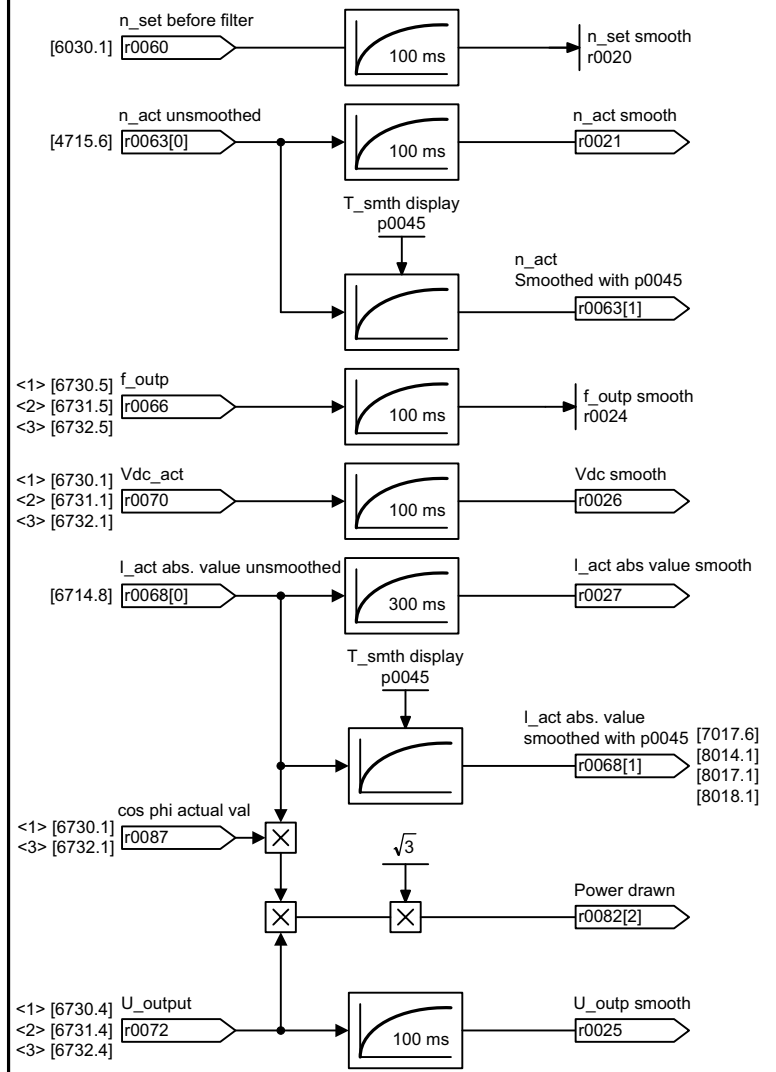 n_set before filter
[6030.1] r0060
100 ms
n_set smooth
r0020
n_act unsmoothed
[4715.6] r0063[0]
100 ms
n_act smooth
r0021
T_smth display
p0045
n_act
Smoothed with p0045
r0063[1]
<1> [6730.5] f_outp
<2> [6731.5] r0066
<3> [6732.5]
100 ms
f_outp smooth
r0024
<1> [6730.1] Vdc_act
<2> [6731.1] r0070
<3> [6732.1]
100 ms
Vdc smooth
r0026
I_act abs. value unsmoothed
[6714.8] r0068[0]
300 ms
I_act abs value smooth
r0027
T_smth display
p0045
I_act abs. value
smoothed with p0045 [7017.6]
r0068[1] [8014.1]
[8017.1]
[8018.1]
cos phi actual val
<1> [6730.1] r0087
<3> [6732.1]
√3
Power drawn
r0082[2]
<1> [6730.4] U_output
<2> [6731.4] r0072
<3> [6732.4]
100 ms
U_outp smooth
r0025